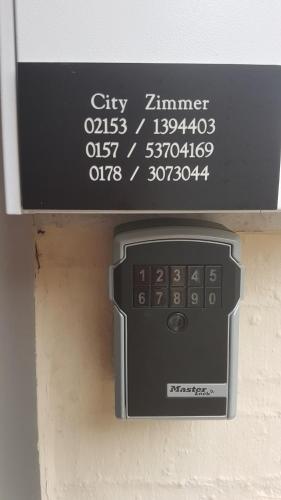 City Zimmer
02153 / 1394403
0157 / 53704169
0178 / 3073044
1 2 3 4 5
6 7 8 9 0
Master
Lock